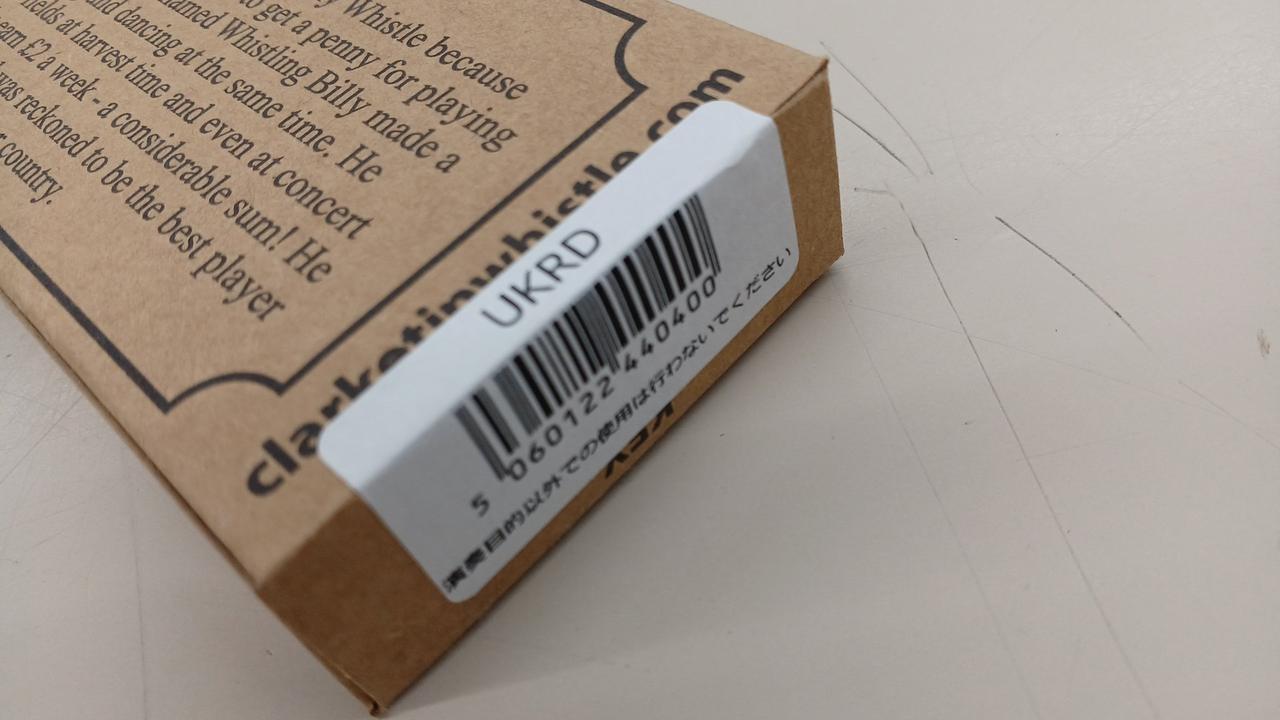 y Whistle because
to get a penny for playing
named Whistling Billy made a
and dancing at the same time. He
fields at harvest time and even at concert
earn £2 a week - a considerable sum! He
was reckoned to be the best player
country.
clarketinwhistle.com
UKRD
5 060122 440400
演奏目的以外での使用は行わないでください